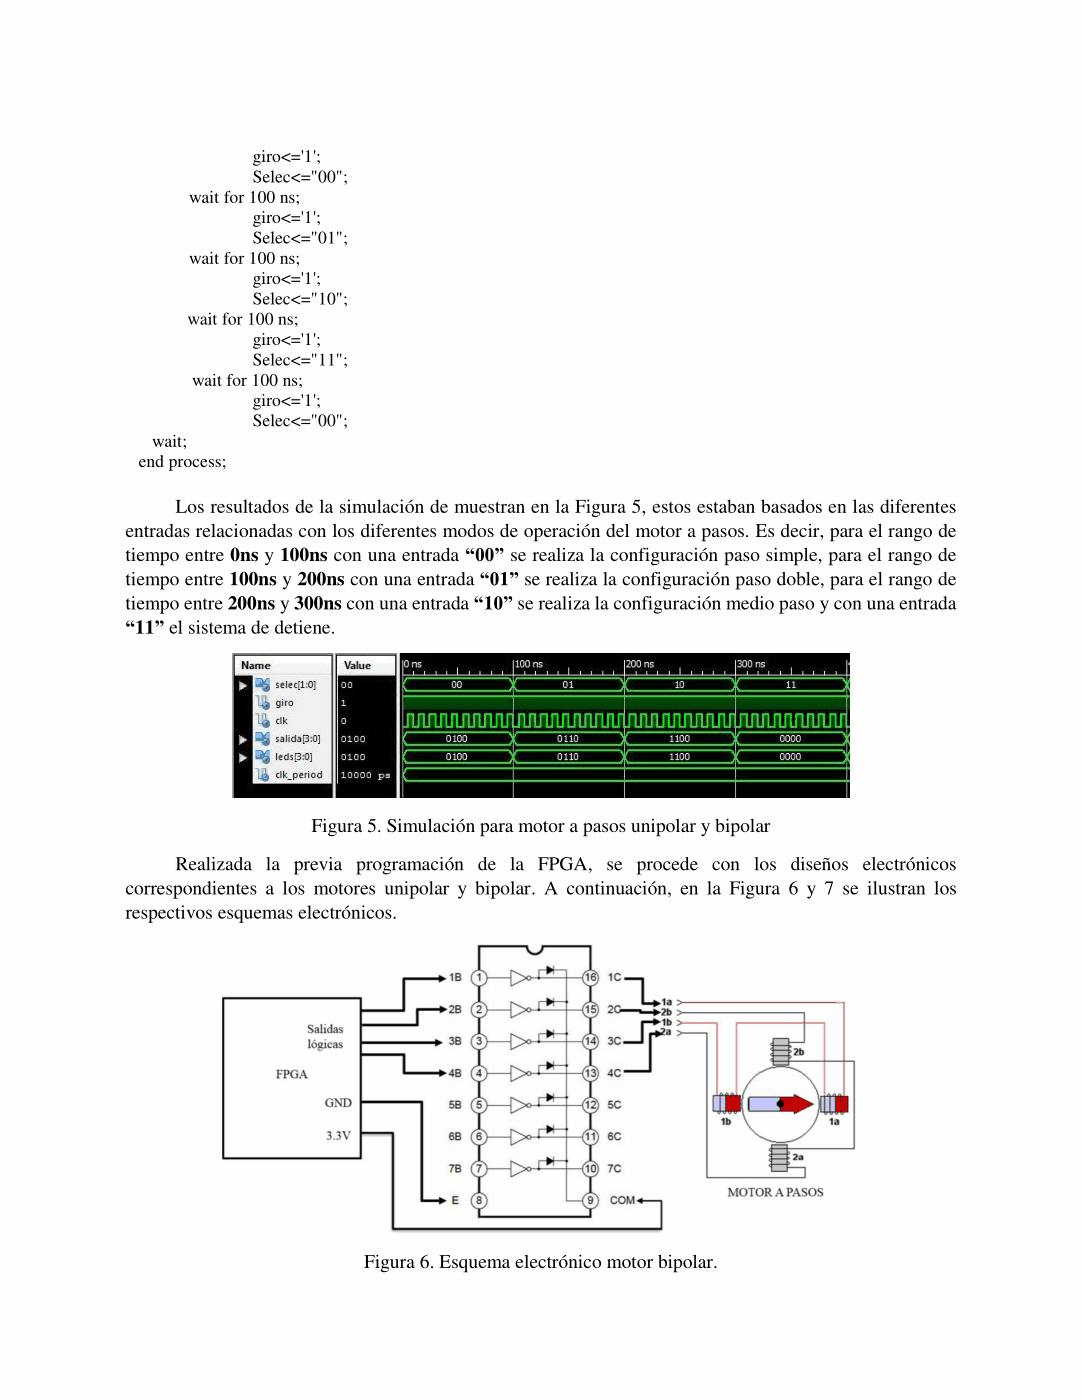 giro<='1';
Selec<="00";
wait for 100 ns;
giro<='1';
Selec<="01";
wait for 100 ns;
giro<='1';
Selec<="10";
wait for 100 ns;
giro<='1';
Selec<="11";
wait for 100 ns;
giro<='1';
Selec<="00";
wait;
end process;
Los resultados de la simulación de muestran en la Figura 5, estos estaban basados en las diferentes
entradas relacionadas con los diferentes modos de operación del motor a pasos. Es decir, para el rango de
tiempo entre 0ns y 100ns con una entrada “00” se realiza la configuración paso simple, para el rango de
tiempo entre 100ns y 200ns con una entrada “01” se realiza la configuración paso doble, para el rango de
tiempo entre 200ns y 300ns con una entrada “10” se realiza la configuración medio paso y con una entrada
“11” el sistema de detiene.
Name Value 0 ns 100 ns 200 ns 300 ns
selec[1:0] 00 00 01 10 11
giro 1
clk 0
salida[3:0] 0100 0100 0110 1100 0000
leds[3:0] 0100 0100 0110 1100 0000
clk_period 10000 ps
Figura 5. Simulación para motor a pasos unipolar y bipolar
Realizada la previa programación de la FPGA, se procede con los diseños electrónicos
correspondientes a los motores unipolar y bipolar. A continuación, en la Figura 6 y 7 se ilustran los
respectivos esquemas electrónicos.
Salidas
lógicas
FPGA
GND
3.3V
1B 1 16 1C
2B 2 15 2C
3B 3 14 3C
4B 4 13 4C
5B 5 12 5C
6B 6 11 6C
7B 7 10 7C
E 8 9 COM
1a
2b
1b
2a
2b
1b 1a
2a
MOTOR A PASOS
Figura 6. Esquema electrónico motor bipolar.